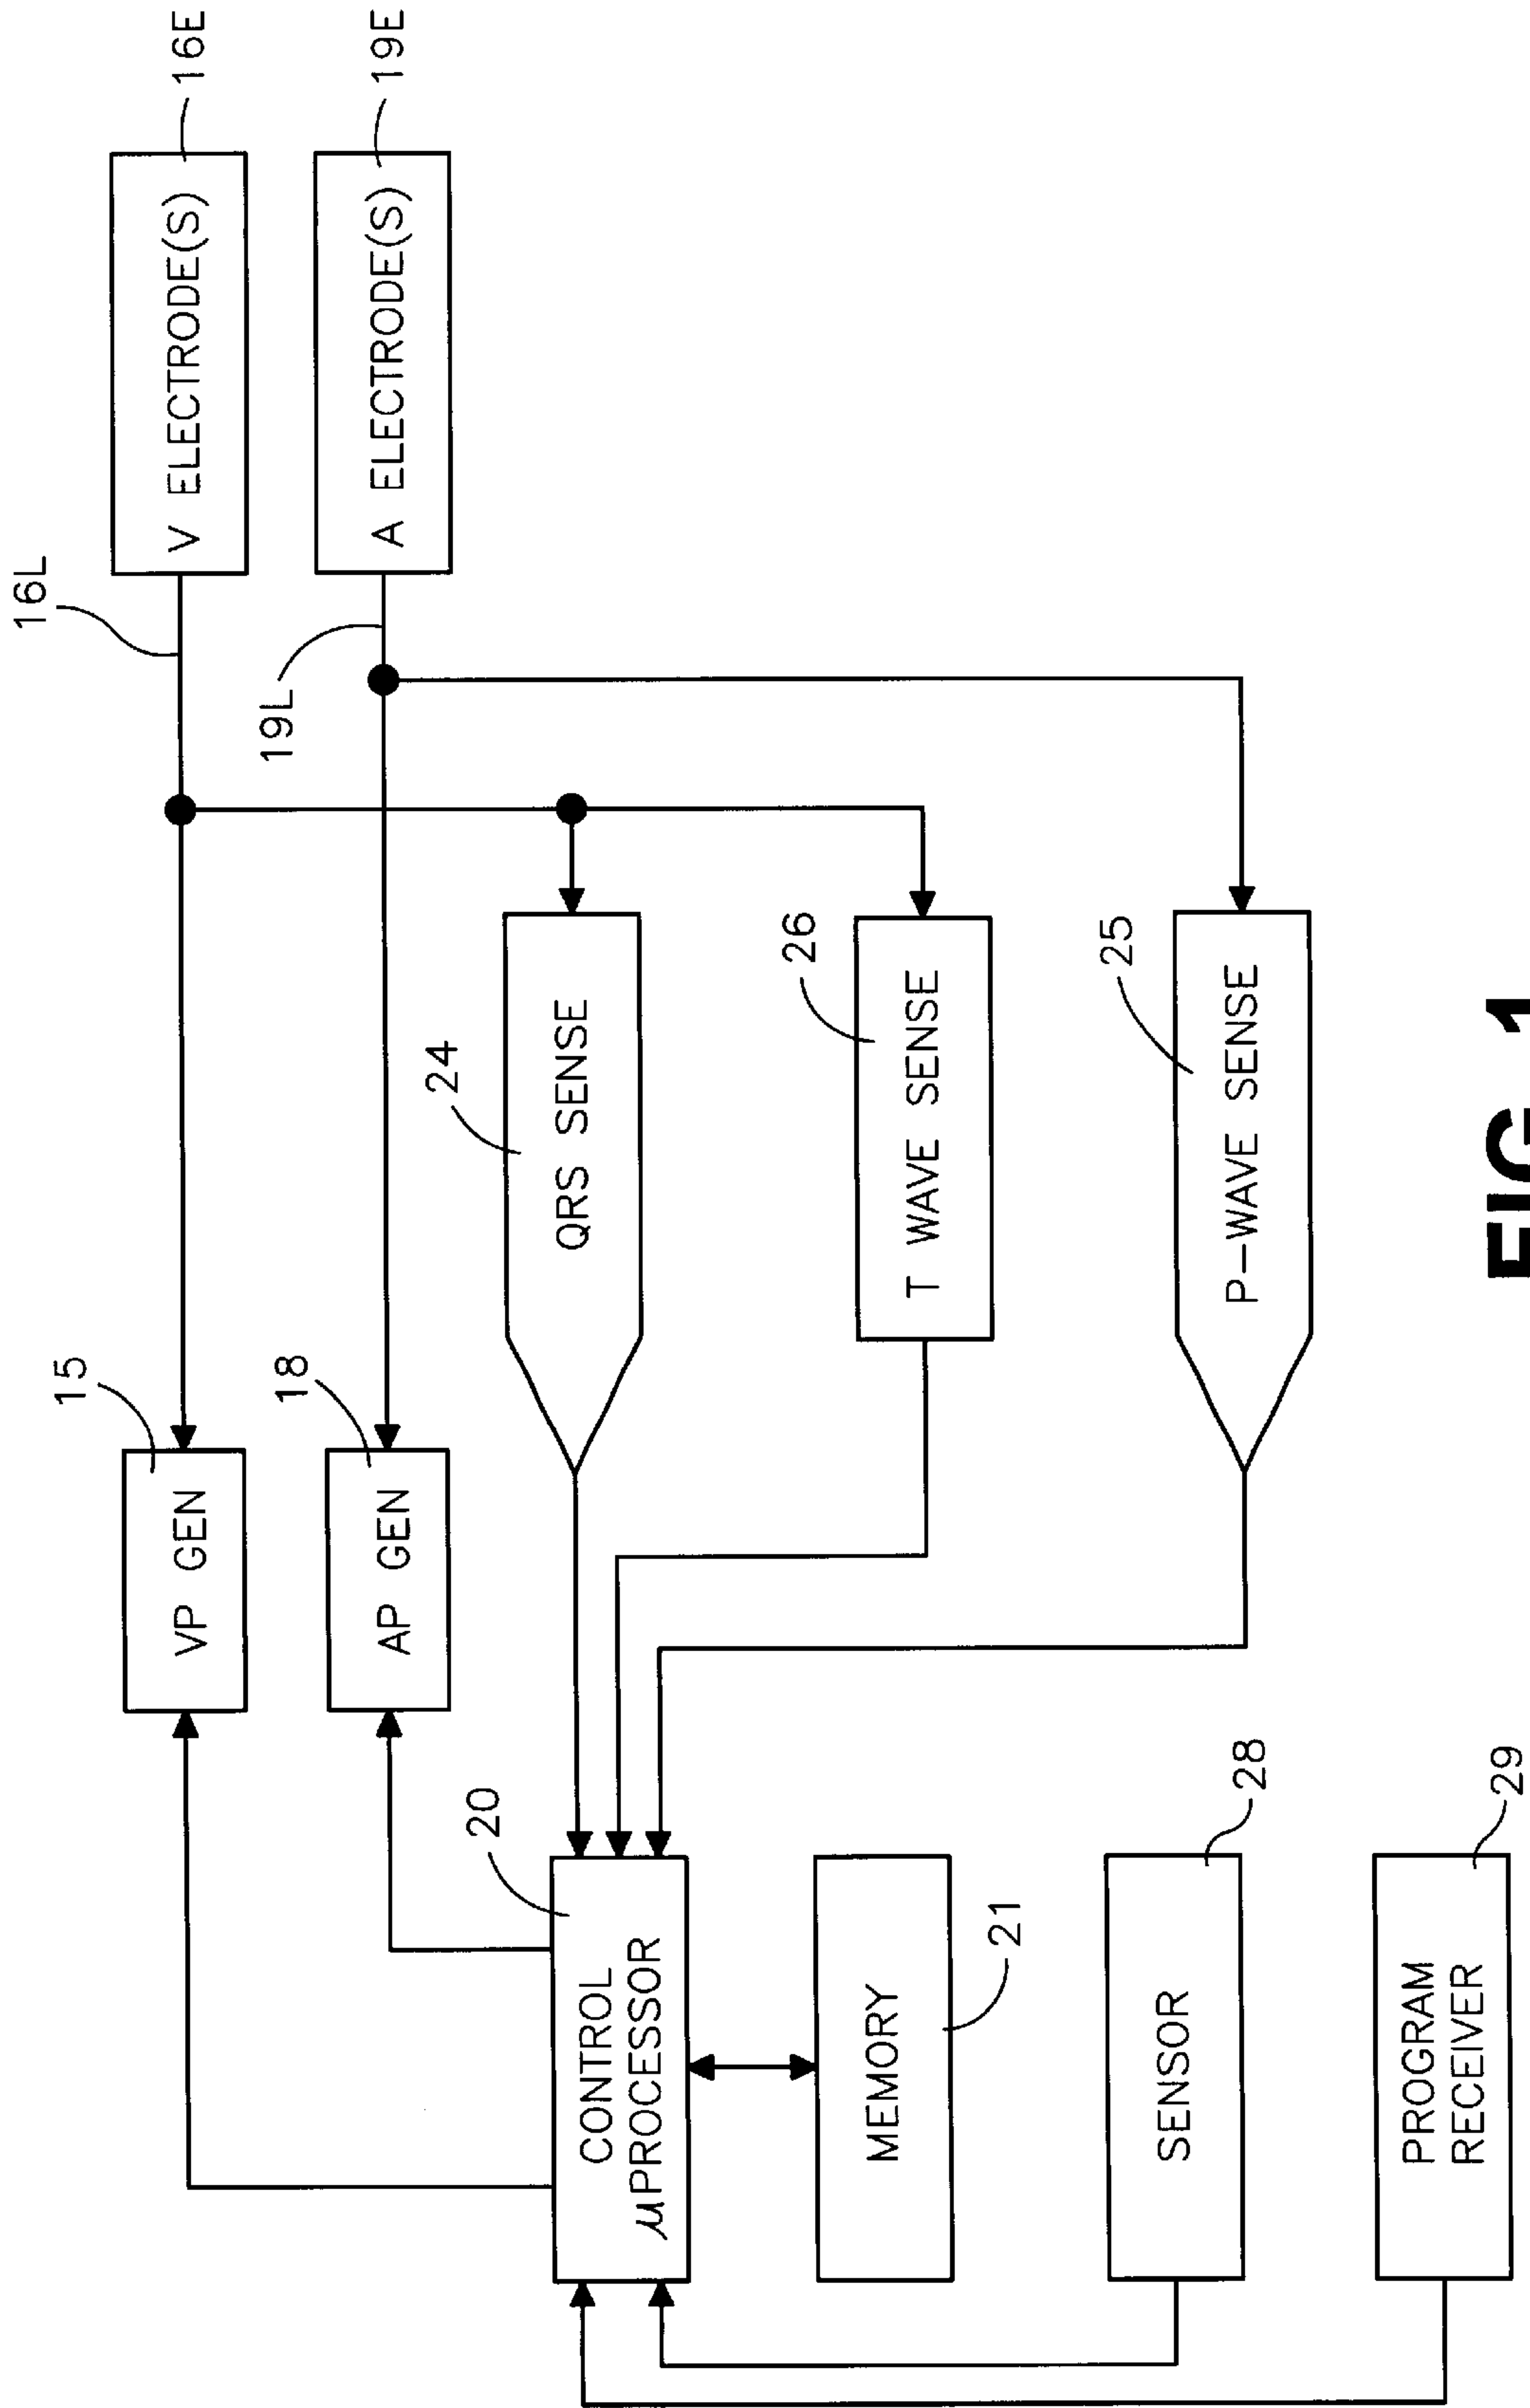 16E
V ELECTRODE(S)
16L
19E
A ELECTRODE(S)
19L
15
VP GEN
18
AP GEN
24
QRS SENSE
26
T WAVE SENSE
25
P-WAVE SENSE
20
CONTROL
µPROCESSOR
MEMORY
21
SENSOR
28
PROGRAM
RECEIVER
29
FIG. 1